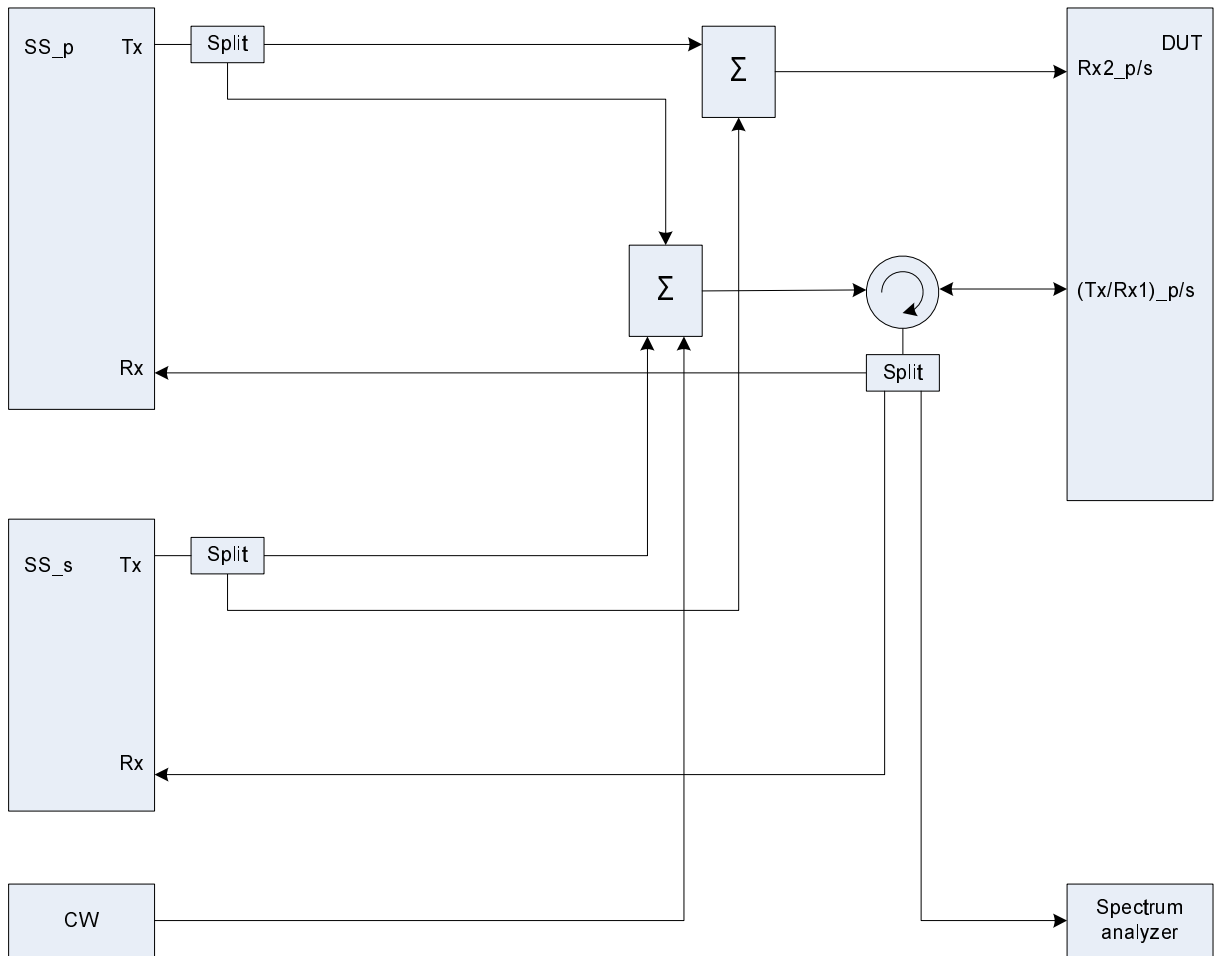 SS_p Tx
Split
Σ
DUT
Rx2_p/s
Σ
(Tx/Rx1)_p/s
Rx
Split
SS_s Tx
Split
Rx
CW
Spectrum
analyzer